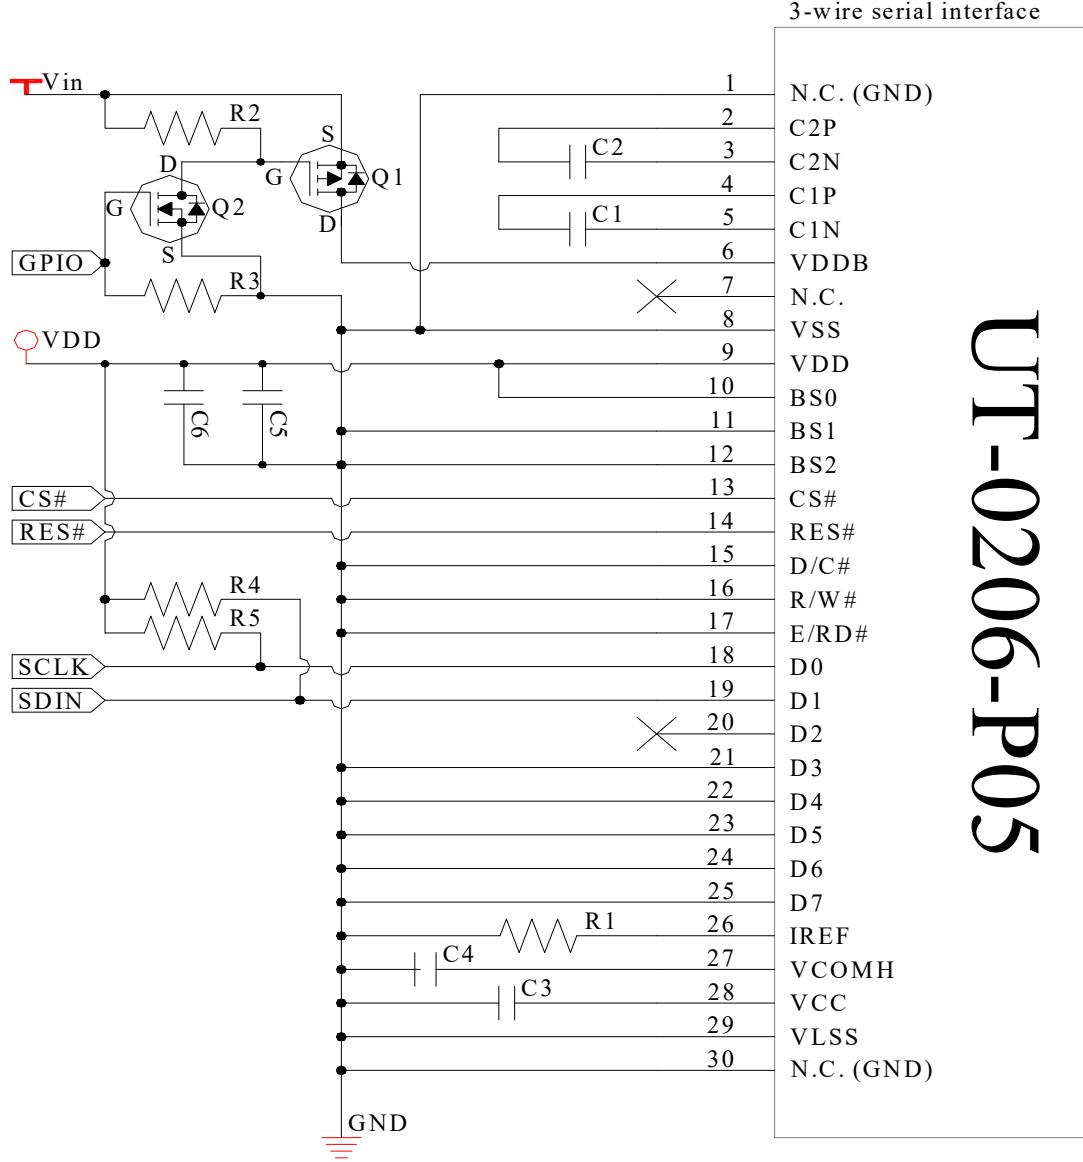 3-wire serial interface
Vin
R2
S
D
G
Q1
G
Q2
D
S
GPIO
R3
VDD
C6
C5
CS#
RES#
R4
R5
SCLK
SDIN
C2
C1
R1
C4
C3
GND
1 N.C. (GND)
2 C2P
3 C2N
4 C1P
5 C1N
6 VDDB
7 N.C.
8 VSS
9 VDD
10 BS0
11 BS1
12 BS2
13 CS#
14 RES#
15 D/C#
16 R/W#
17 E/RD#
18 D0
19 D1
20 D2
21 D3
22 D4
23 D5
24 D6
25 D7
26 IREF
27 VCOMH
28 VCC
29 VLSS
30 N.C. (GND)
UT-0206-P05